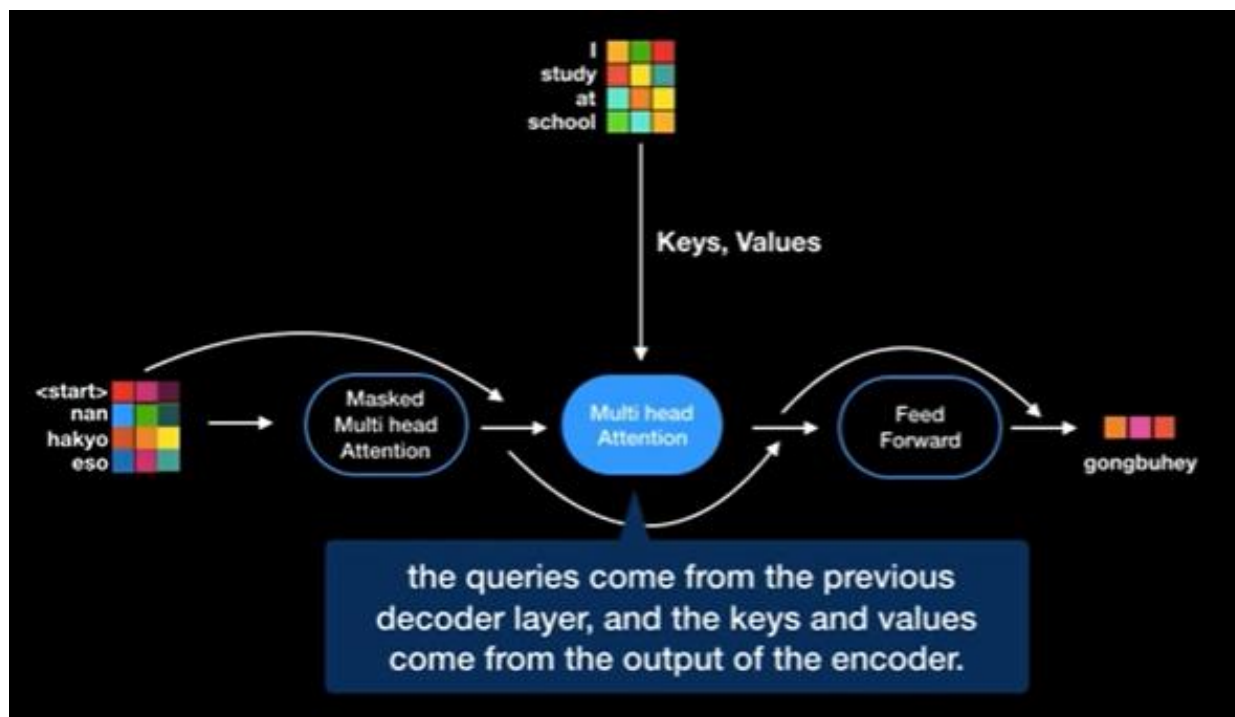 I
study
at
school
Keys, Values
<start>
nan
hakyo
eso
Masked
Multi head
Attention
Multi head
Attention
Feed
Forward
gongbuhey
the queries come from the previous
decoder layer, and the keys and values
come from the output of the encoder.